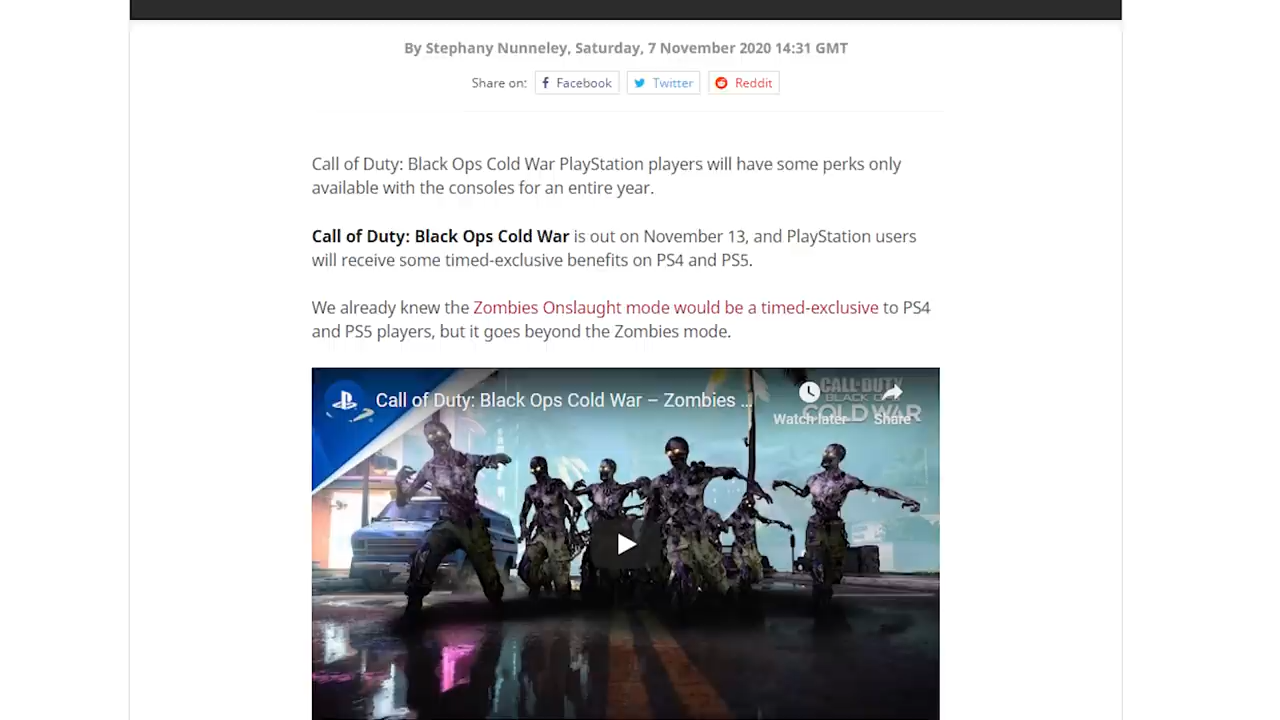 By Stephany Nunneley, Saturday, 7 November 2020 14:31 GMT
Share on: Facebook Twitter Reddit
Call of Duty: Black Ops Cold War PlayStation players will have some perks only
available with the consoles for an entire year.
Call of Duty: Black Ops Cold War is out on November 13, and PlayStation users
will receive some timed-exclusive benefits on PS4 and PS5.
We already knew the Zombies Onslaught mode would be a timed-exclusive to PS4
and PS5 players, but it goes beyond the Zombies mode.
Call of Duty: Black Ops Cold War – Zombies ...
CALL OF DUTY
BLACK OPS
COLD WAR
Watch later Share